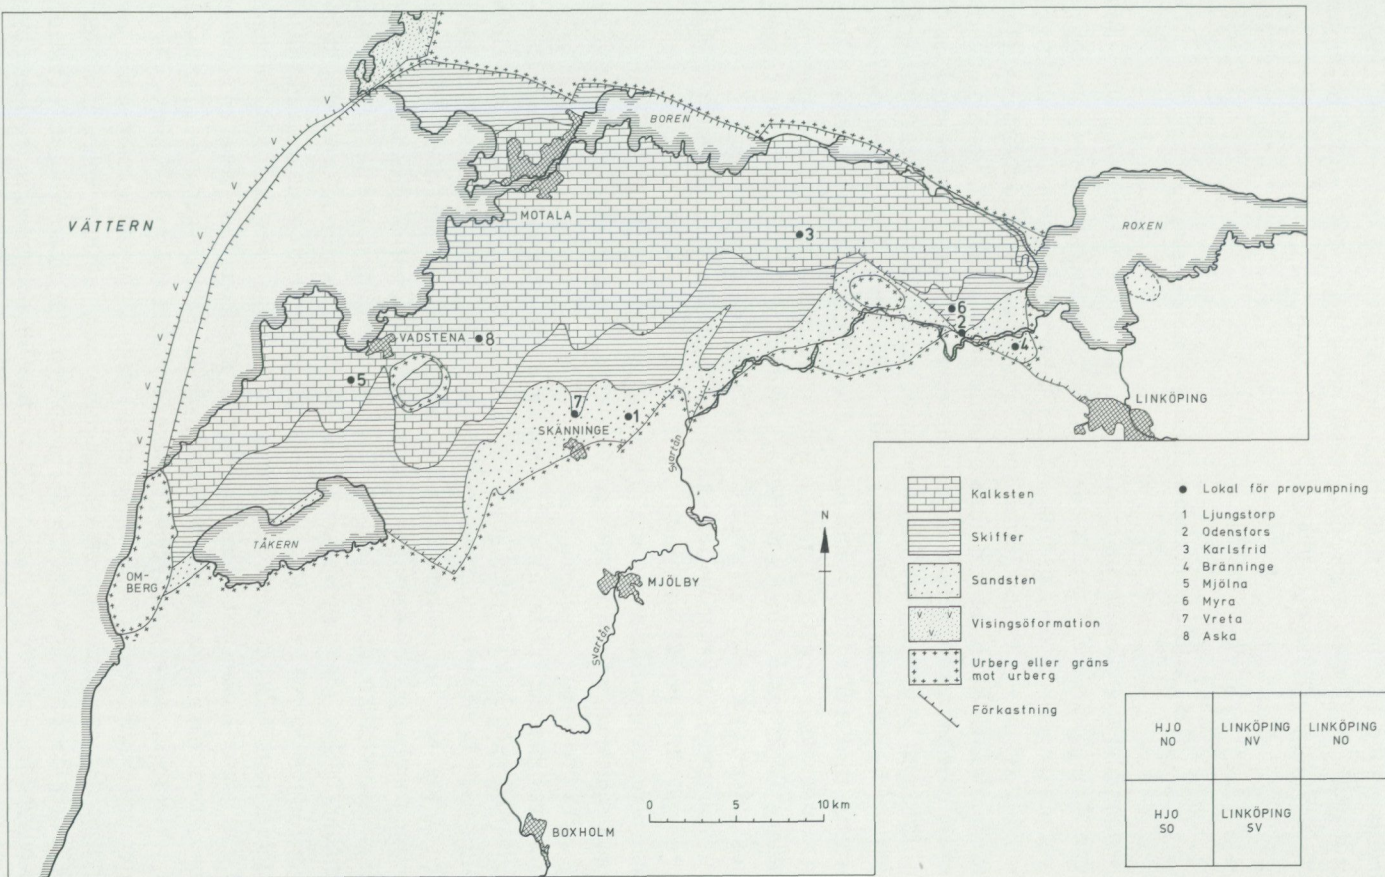 BOREN
VÄTTERN
MOTALA
3
ROXEN
6
VADSTENA
8
2
4
5
LINKÖPING
7
1
SKÄNNINGE
Svartån
TÅKERN
OM-
BERG
MJÖLBY
Svartån
BOXHOLM
N
0 5 10 km
Kalksten
Skiffer
Sandsten
V V
V
Visingsöformation
Urberg eller gräns
mot urberg
Förkastning
Lokal för provpumpning
1 Ljungstorp
2 Odensfors
3 Karlsfrid
4 Bränninge
5 Mjölna
6 Myra
7 Vreta
8 Aska
HJO
NO
LINKÖPING
NV
LINKÖPING
NO
HJO
SO
LINKÖPING
SV